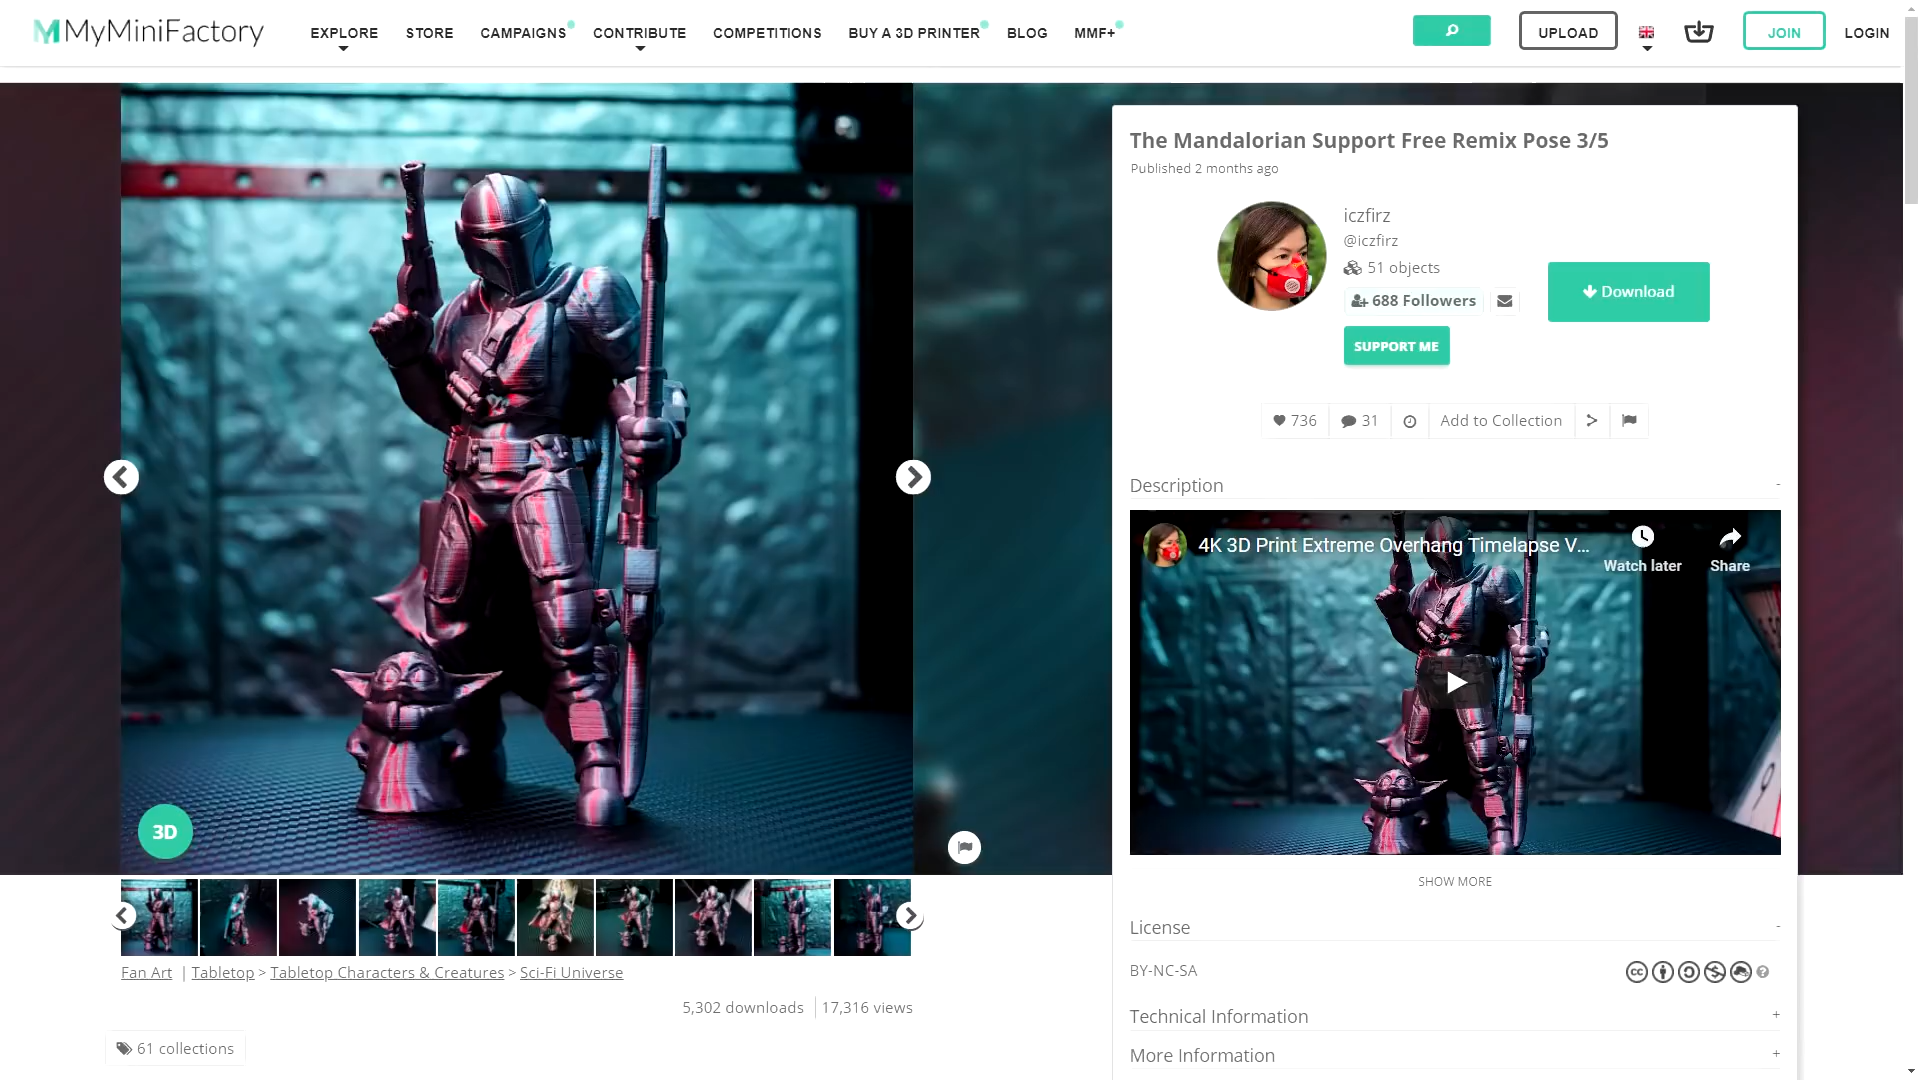 MyMiniFactory
EXPLORE STORE CAMPAIGNS CONTRIBUTE COMPETITIONS BUY A 3D PRINTER BLOG MMF+ UPLOAD JOIN LOGIN
The Mandalorian Support Free Remix Pose 3/5
Published 2 months ago
iczfirz
@iczfirz
51 objects
688 Followers
Download
SUPPORT ME
736 31 Add to Collection
Description -
4K 3D Print Extreme Overhang Timelapse V...
Watch later Share
SHOW MORE
License -
BY-NC-SA
Technical Information +
More Information +
3D
Fan Art | Tabletop > Tabletop Characters & Creatures > Sci-Fi Universe
5,302 downloads 17,316 views
61 collections